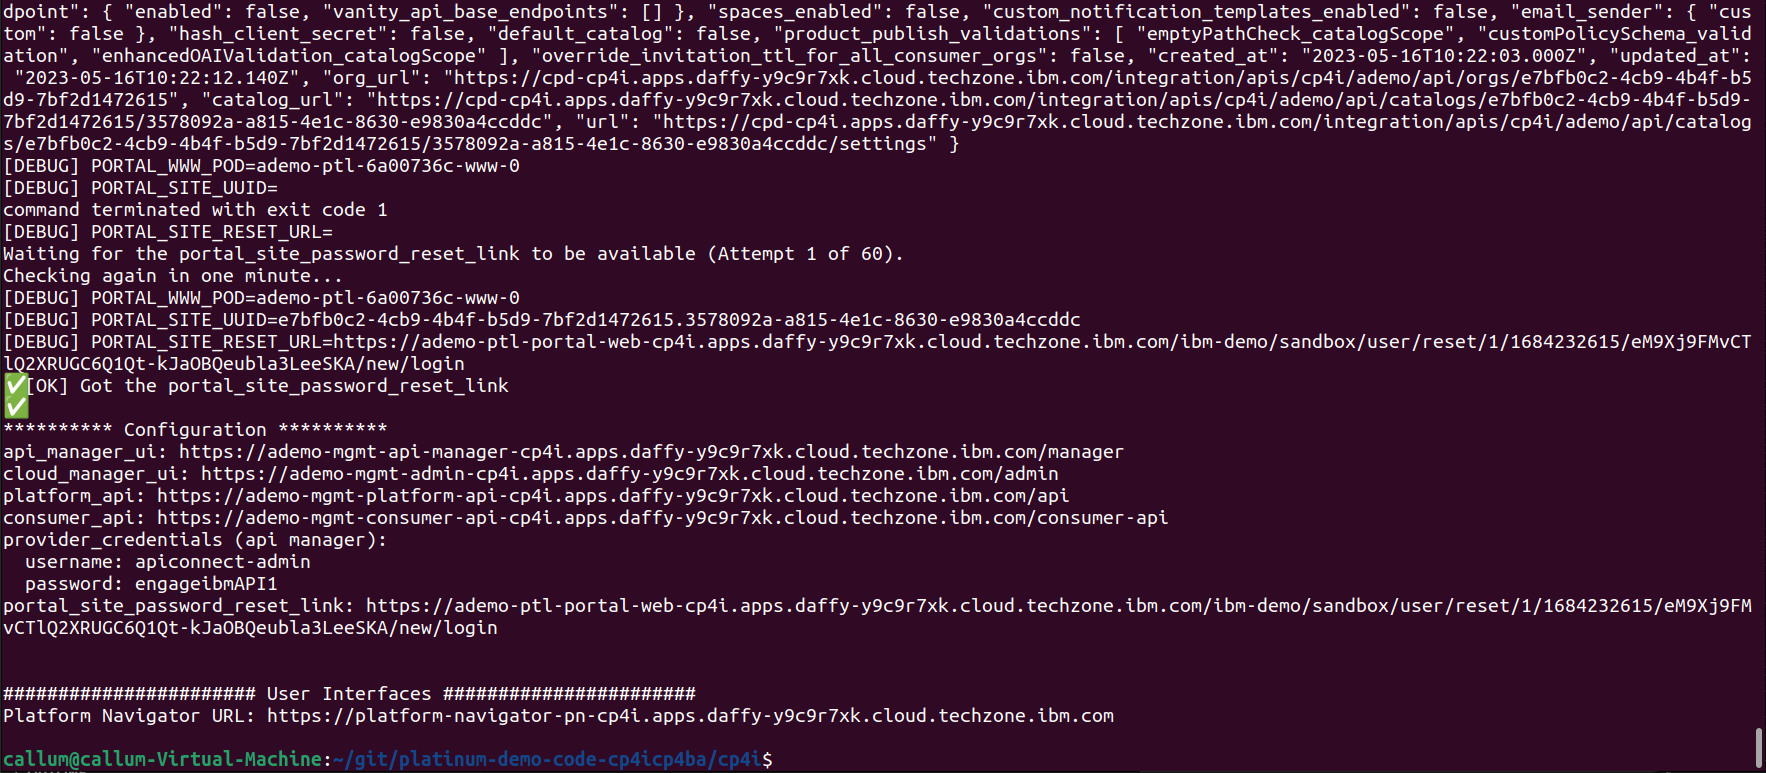 dpoint": { "enabled": false, "vanity_api_base_endpoints": [] }, "spaces_enabled": false, "custom_notification_templates_enabled": false, "email_sender": { "cus
tom": false }, "hash_client_secret": false, "default_catalog": false, "product_publish_validations": [ "emptyPathCheck_catalogScope", "customPolicySchema_valid
ation", "enhancedOAIValidation_catalogScope" ], "override_invitation_ttl_for_all_consumer_orgs": false, "created_at": "2023-05-16T10:22:03.000Z", "updated_at":
 "2023-05-16T10:22:12.140Z", "org_url": "https://cpd-cp4i.apps.daffy-y9c9r7xk.cloud.techzone.ibm.com/integration/apis/cp4i/ademo/api/orgs/e7bfb0c2-4cb9-4b4f-b5
d9-7bf2d1472615", "catalog_url": "https://cpd-cp4i.apps.daffy-y9c9r7xk.cloud.techzone.ibm.com/integration/apis/cp4i/ademo/api/catalogs/e7bfb0c2-4cb9-4b4f-b5d9-
7bf2d1472615/3578092a-a815-4e1c-8630-e9830a4ccddc", "url": "https://cpd-cp4i.apps.daffy-y9c9r7xk.cloud.techzone.ibm.com/integration/apis/cp4i/ademo/api/catalog
s/e7bfb0c2-4cb9-4b4f-b5d9-7bf2d1472615/3578092a-a815-4e1c-8630-e9830a4ccddc/settings" }
[DEBUG] PORTAL_WWW_POD=ademo-ptl-6a00736c-www-0
[DEBUG] PORTAL_SITE_UUID=
command terminated with exit code 1
[DEBUG] PORTAL_SITE_RESET_URL=
Waiting for the portal_site_password_reset_link to be available (Attempt 1 of 60).
Checking again in one minute...
[DEBUG] PORTAL_WWW_POD=ademo-ptl-6a00736c-www-0
[DEBUG] PORTAL_SITE_UUID=e7bfb0c2-4cb9-4b4f-b5d9-7bf2d1472615.3578092a-a815-4e1c-8630-e9830a4ccddc
[DEBUG] PORTAL_SITE_RESET_URL=https://ademo-ptl-portal-web-cp4i.apps.daffy-y9c9r7xk.cloud.techzone.ibm.com/ibm-demo/sandbox/user/reset/1/1684232615/eM9Xj9FMvCT
lQ2XRUGC6Q1Qt-kJaOBQeubla3LeeSKA/new/login
✅[OK] Got the portal_site_password_reset_link
✅
********** Configuration **********
api_manager_ui: https://ademo-mgmt-api-manager-cp4i.apps.daffy-y9c9r7xk.cloud.techzone.ibm.com/manager
cloud_manager_ui: https://ademo-mgmt-admin-cp4i.apps.daffy-y9c9r7xk.cloud.techzone.ibm.com/admin
platform_api: https://ademo-mgmt-platform-api-cp4i.apps.daffy-y9c9r7xk.cloud.techzone.ibm.com/api
consumer_api: https://ademo-mgmt-consumer-api-cp4i.apps.daffy-y9c9r7xk.cloud.techzone.ibm.com/consumer-api
provider_credentials (api manager):
  username: apiconnect-admin
  password: engageibmAPI1
portal_site_password_reset_link: https://ademo-ptl-portal-web-cp4i.apps.daffy-y9c9r7xk.cloud.techzone.ibm.com/ibm-demo/sandbox/user/reset/1/1684232615/eM9Xj9FM
vCTlQ2XRUGC6Q1Qt-kJaOBQeubla3LeeSKA/new/login
####################### User Interfaces #######################
Platform Navigator URL: https://platform-navigator-pn-cp4i.apps.daffy-y9c9r7xk.cloud.techzone.ibm.com
callum@callum-Virtual-Machine:~/git/platinum-demo-code-cp4icp4ba/cp4i$